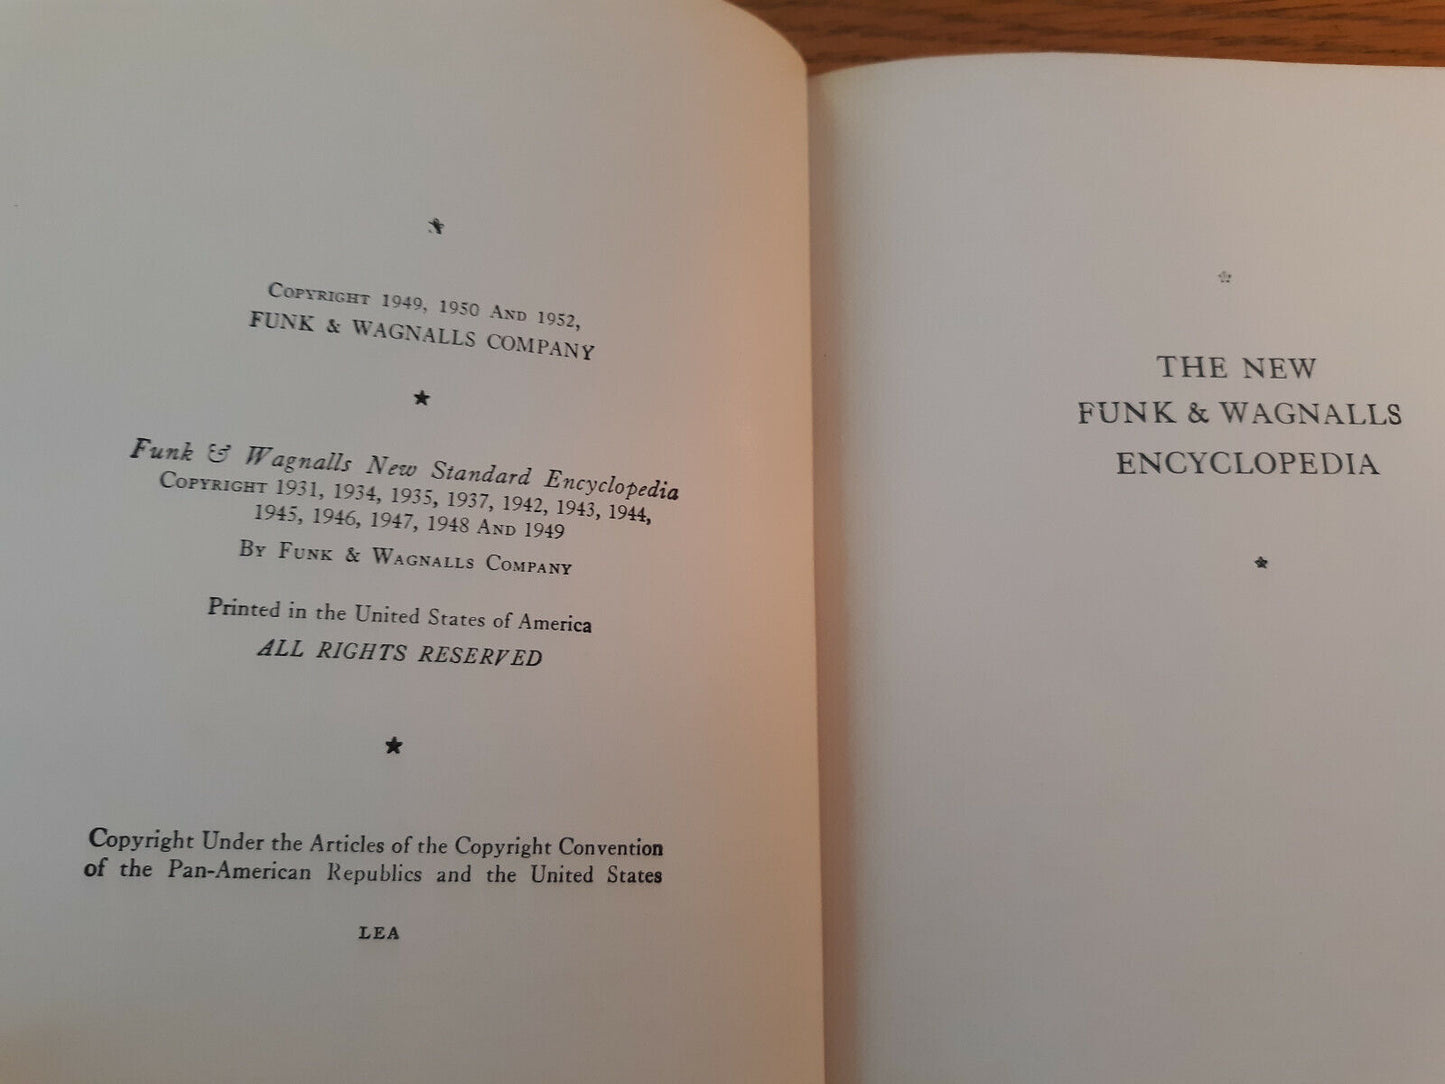 Copyright 1949, 1950 And 1952,
FUNK & WAGNALLS COMPANY
Funk & Wagnalls New Standard Encyclopedia
Copyright 1931, 1934, 1935, 1937, 1942, 1943, 1944,
1945, 1946, 1947, 1948 And 1949
By Funk & Wagnalls Company
Printed in the United States of America
ALL RIGHTS RESERVED
Copyright Under the Articles of the Copyright Convention
of the Pan-American Republics and the United States
LEA
THE NEW
FUNK & WAGNALLS
ENCYCLOPEDIA